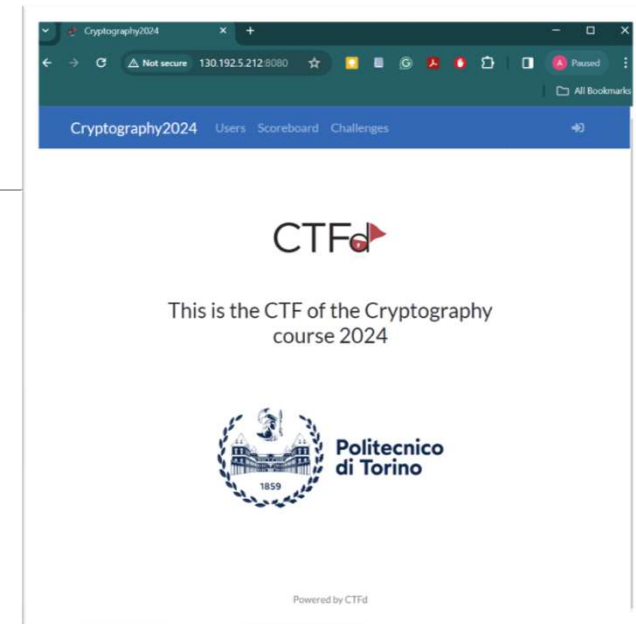 Cryptography2024
Not secure 130.192.5.212:8080 Paused
All Bookmarks
Cryptography2024 Users Scoreboard Challenges
CTFd
This is the CTF of the Cryptography
course 2024
Politecnico
di Torino
1859
Powered by CTFd